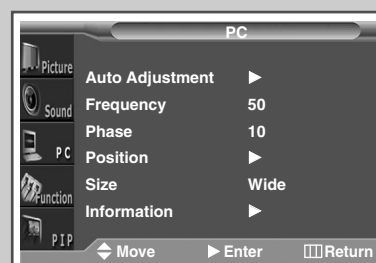 PC
Picture
Sound
PC
Function
PIP
Auto Adjustment
Frequency 50
Phase 10
Position
Size Wide
Information
Move Enter Return